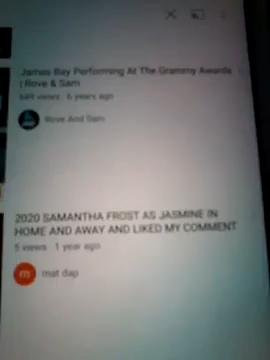 James Bay Performing At The Grammy Awards
| Rove & Sam
views · 6 years ago
Rove And Sam
2020 SAMANTHA FROST AS JASMINE IN
HOME AND AWAY AND LIKED MY COMMENT
5 views · 1 year ago
m mat dap